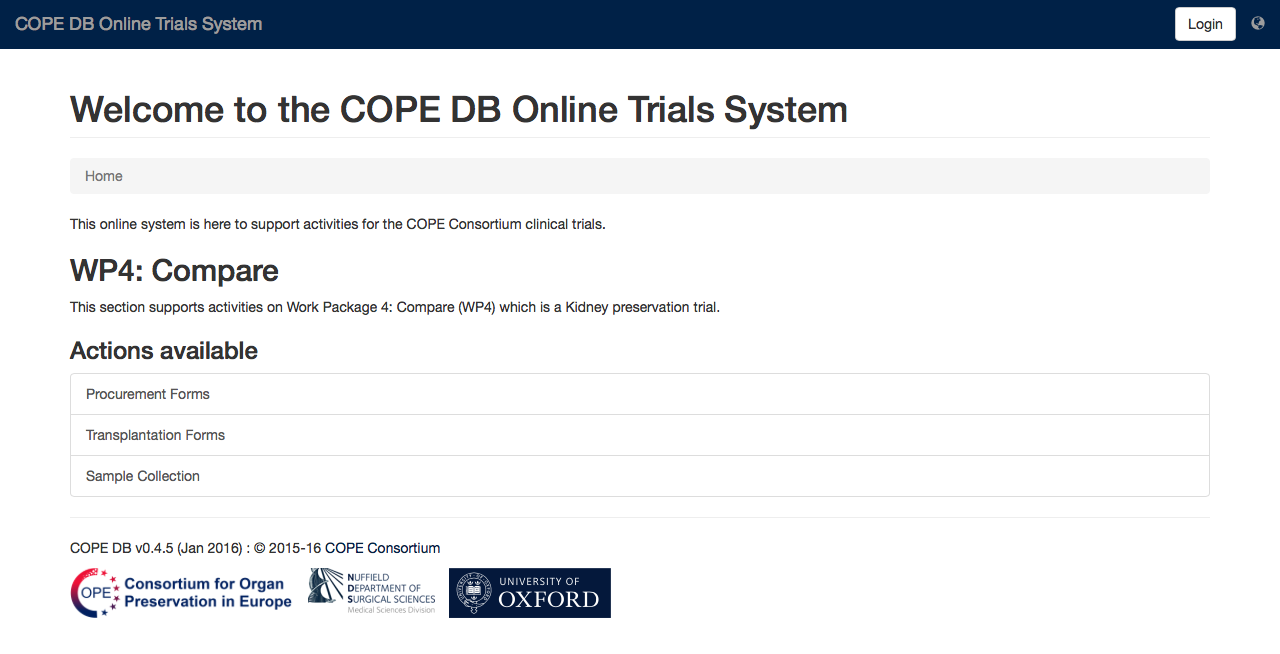 COPE DB Online Trials System
Login
Welcome to the COPE DB Online Trials System
Home
This online system is here to support activities for the COPE Consortium clinical trials.
WP4: Compare
This section supports activities on Work Package 4: Compare (WP4) which is a Kidney preservation trial.
Actions available
Procurement Forms
Transplantation Forms
Sample Collection
COPE DB v0.4.5 (Jan 2016) : © 2015-16 COPE Consortium
COPE Consortium for Organ
Preservation in Europe
NUFFIELD
DEPARTMENT OF
SURGICAL SCIENCES
Medical Sciences Division
UNIVERSITY OF
OXFORD